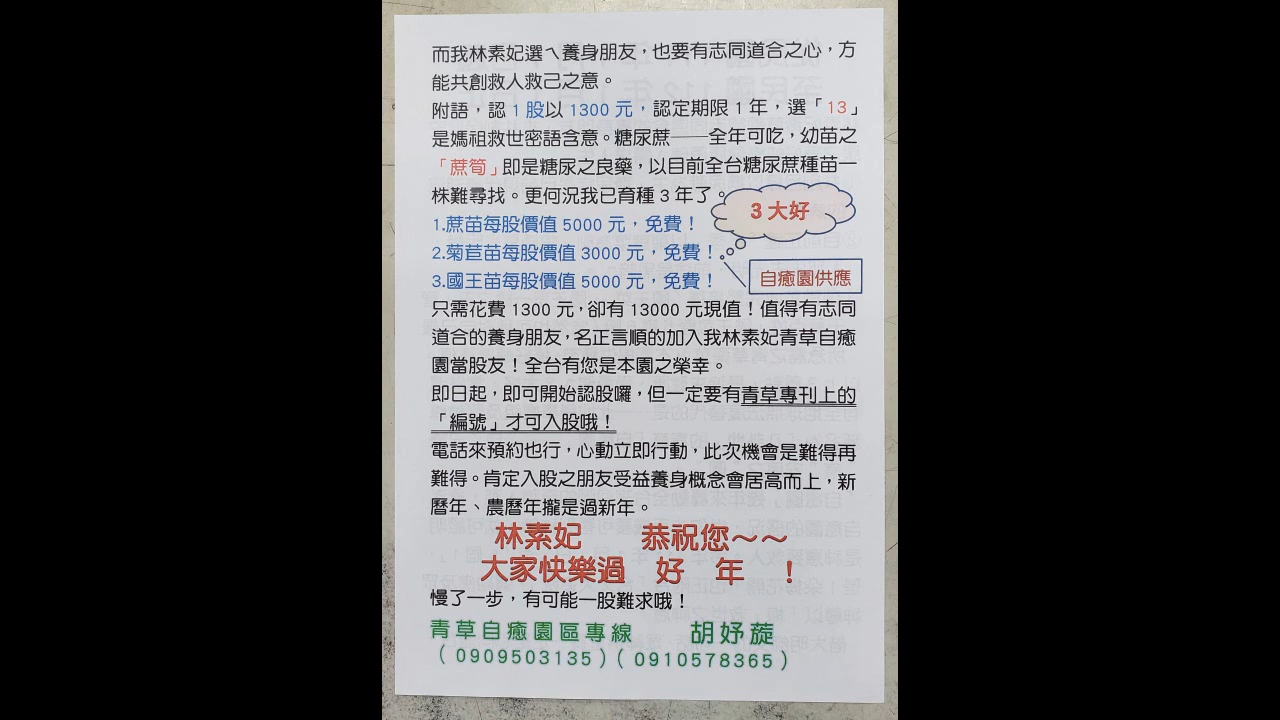 而我林素妃選ㄟ養身朋友，也要有志同道合之心，方
能共創救人救己之意。
附語，認 1 股以 1300 元，認定期限 1 年，選「13」
是媽祖救世密語含意。糖尿蔗──全年可吃，幼苗之
「蔗筍」即是糖尿之良藥，以目前全台糖尿蔗種苗一
株難尋找。更何況我已育種 3 年了。
3 大好
1.蔗苗每股價值 5000 元，免費！
2.菊苣苗每股價值 3000 元，免費！
3.國王苗每股價值 5000 元，免費！
自癒園供應
只需花費 1300 元，卻有 13000 元現值！值得有志同
道合的養身朋友，名正言順的加入我林素妃青草自癒
園當股友！全台有您是本園之榮幸。
即日起，即可開始認股囉，但一定要有青草專刊上的
「編號」才可入股哦！
電話來預約也行，心動立即行動，此次機會是難得再
難得。肯定入股之朋友受益養身概念會居高而上，新
曆年、農曆年攏是過新年。
林素妃 恭祝您～～
大家快樂過 好 年 ！
慢了一步，有可能一股難求哦！
青草自癒園區專線 胡妤蔙
（0909503135）（0910578365）